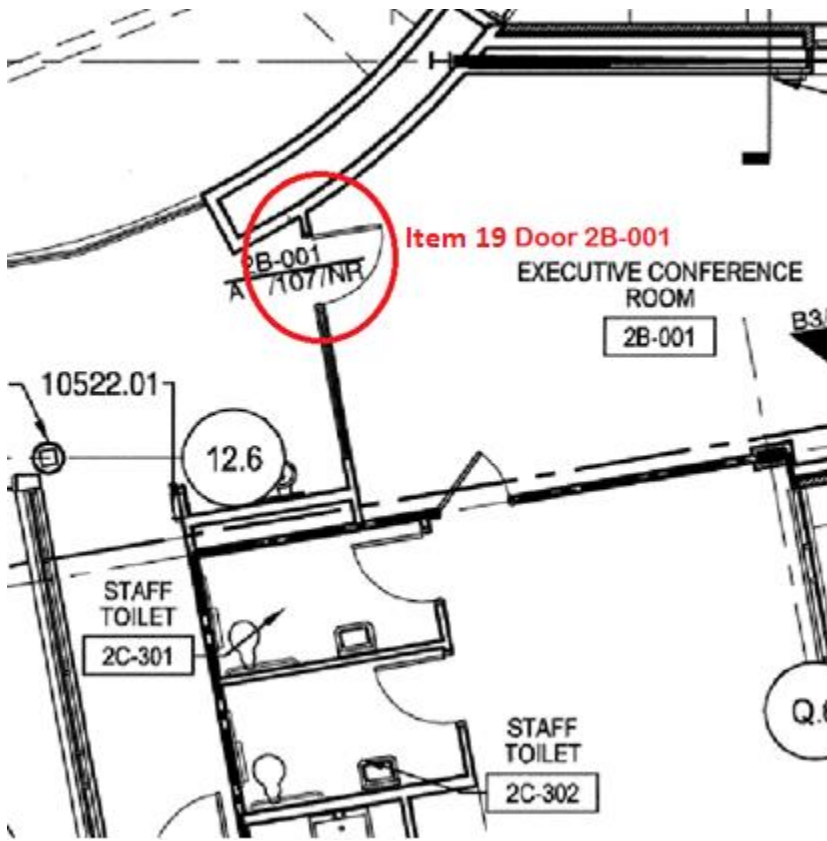 Item 19 Door 2B-001
2B-001
A /107/NR
EXECUTIVE CONFERENCE
ROOM
2B-001
B3/
10522.01
12.6
STAFF
TOILET
2C-301
Q.
STAFF
TOILET
2C-302